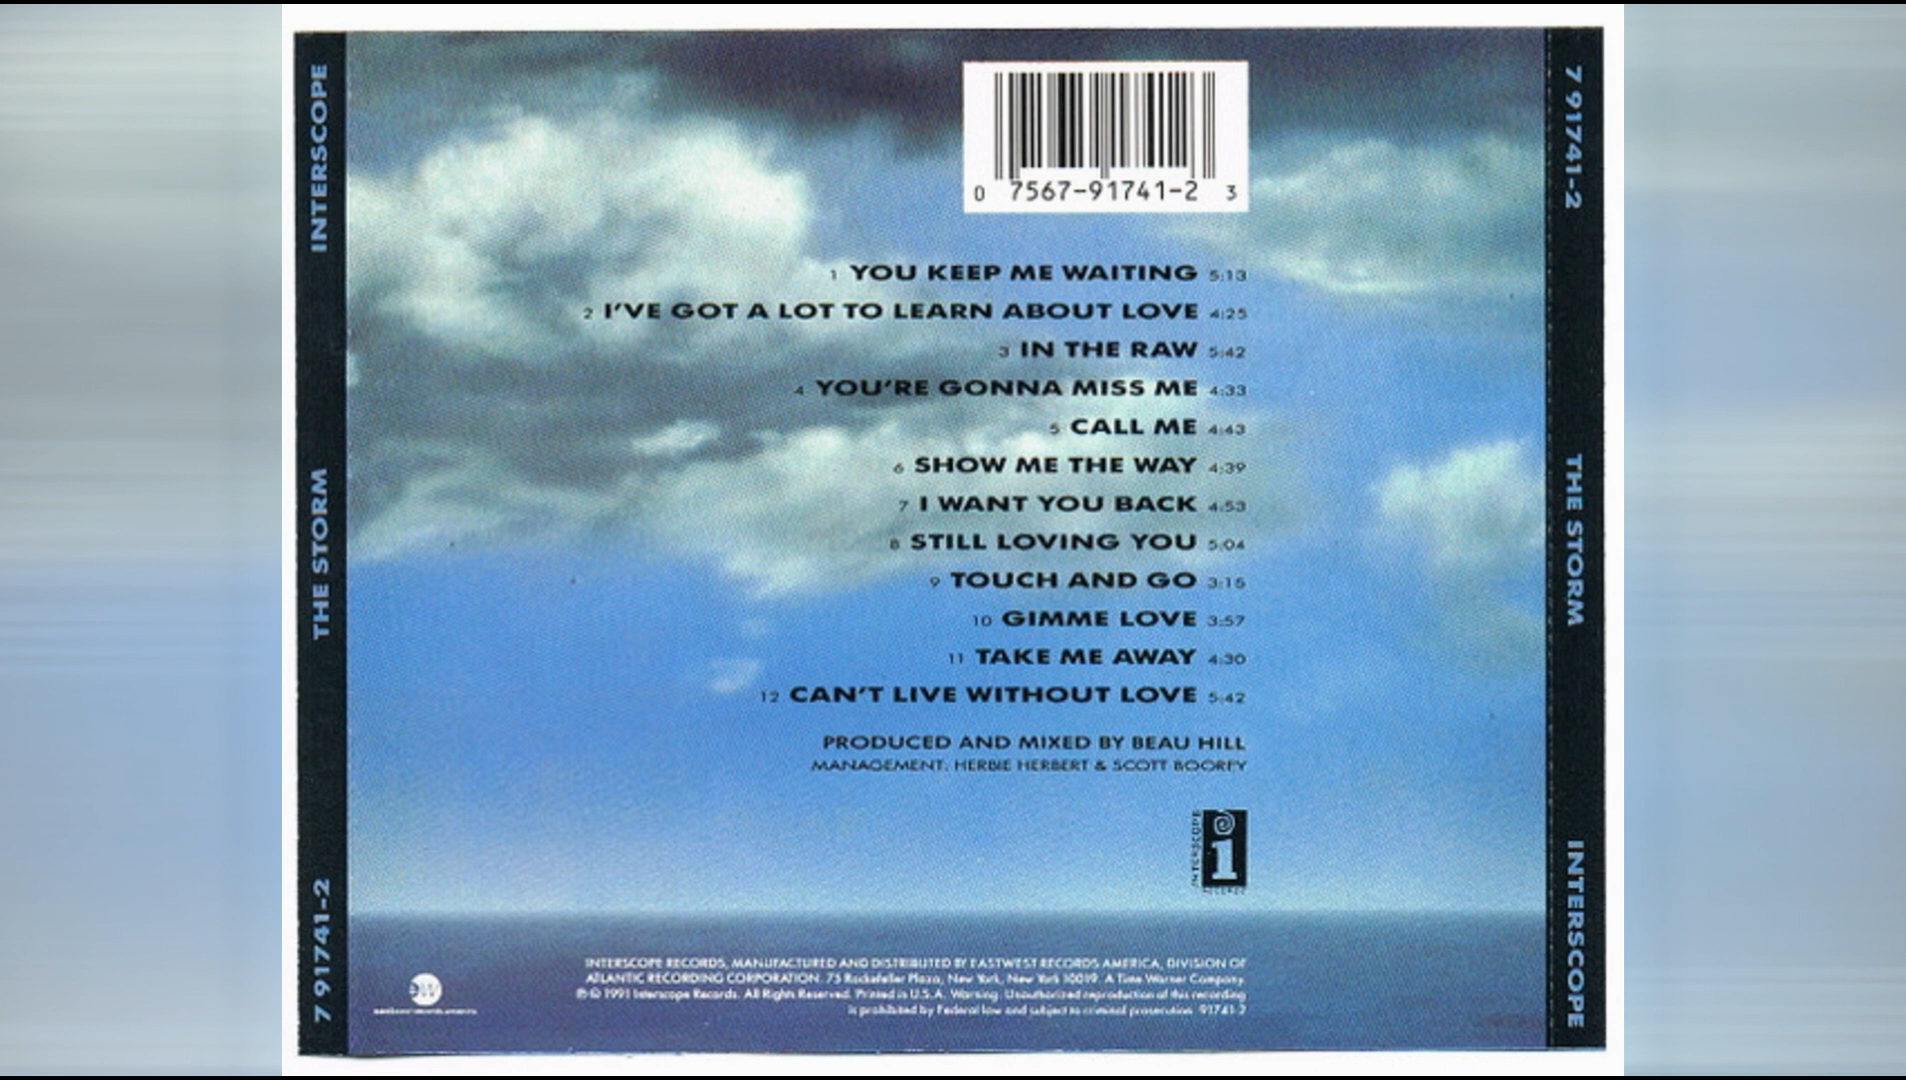 INTERSCOPE
THE STORM
7 91741-2
0 7567-91741-2 3
1 YOU KEEP ME WAITING 5:13
2 I'VE GOT A LOT TO LEARN ABOUT LOVE 4:25
3 IN THE RAW 5:42
4 YOU'RE GONNA MISS ME 4:33
5 CALL ME 4:43
6 SHOW ME THE WAY 4:39
7 I WANT YOU BACK 4:53
8 STILL LOVING YOU 5:04
9 TOUCH AND GO 3:15
10 GIMME LOVE 3:57
11 TAKE ME AWAY 4:30
12 CAN'T LIVE WITHOUT LOVE 5:42
PRODUCED AND MIXED BY BEAU HILL
MANAGEMENT: HERBIE HERBERT & SCOTT BOOREY
INTERSCOPE
RECORDS
INTERSCOPE RECORDS, MANUFACTURED AND DISTRIBUTED BY EASTWEST RECORDS AMERICA, DIVISION OF
ATLANTIC RECORDING CORPORATION. 75 Rockefeller Plaza, New York, New York 10019. A Time Warner Company.
℗© 1991 Interscope Records. All Rights Reserved. Printed in U.S.A. Warning. Unauthorized reproduction of this recording
is prohibited by Federal law and subject to criminal prosecution. 91741-2
7 91741-2
THE STORM
INTERSCOPE